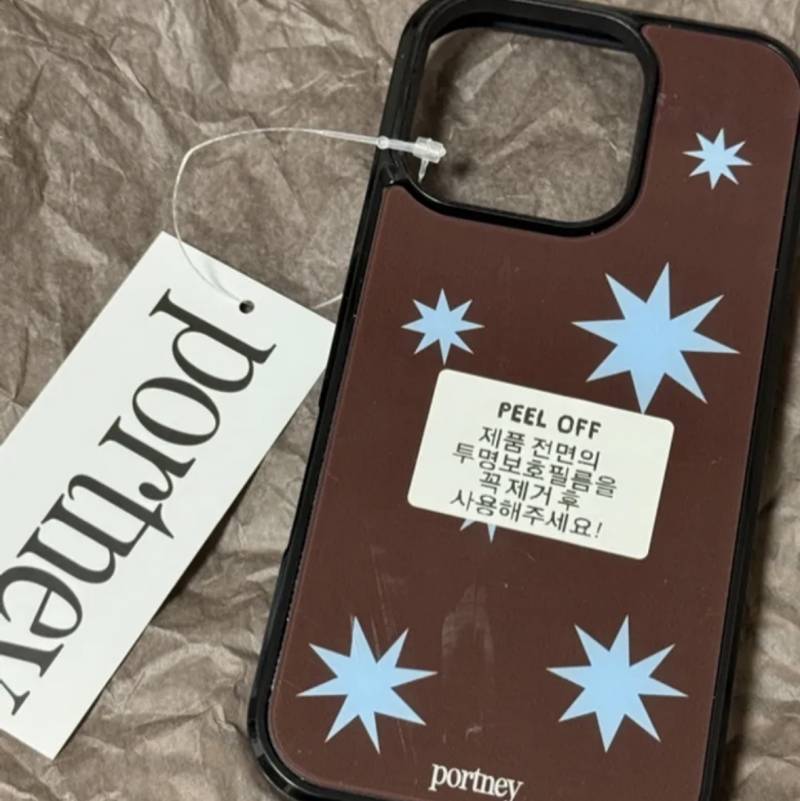 portney
PEEL OFF
제품 전면의
투명보호필름을
꼭 제거 후
사용해주세요!
portney